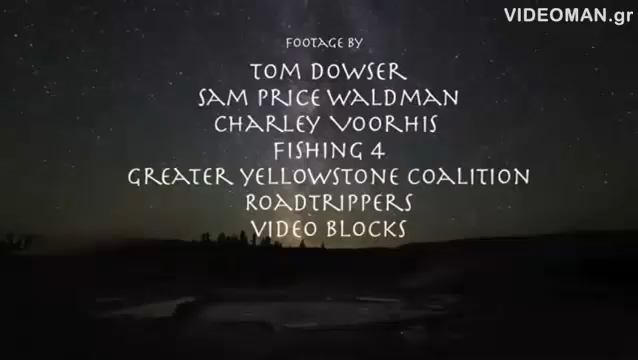 VIDEOMAN.gr
FOOTAGE BY
TOM DOWSER
SAM PRICE WALDMAN
CHARLEY VOORHIS
FISHING 4
GREATER YELLOWSTONE COALITION
ROADTRIPPERS
VIDEO BLOCKS